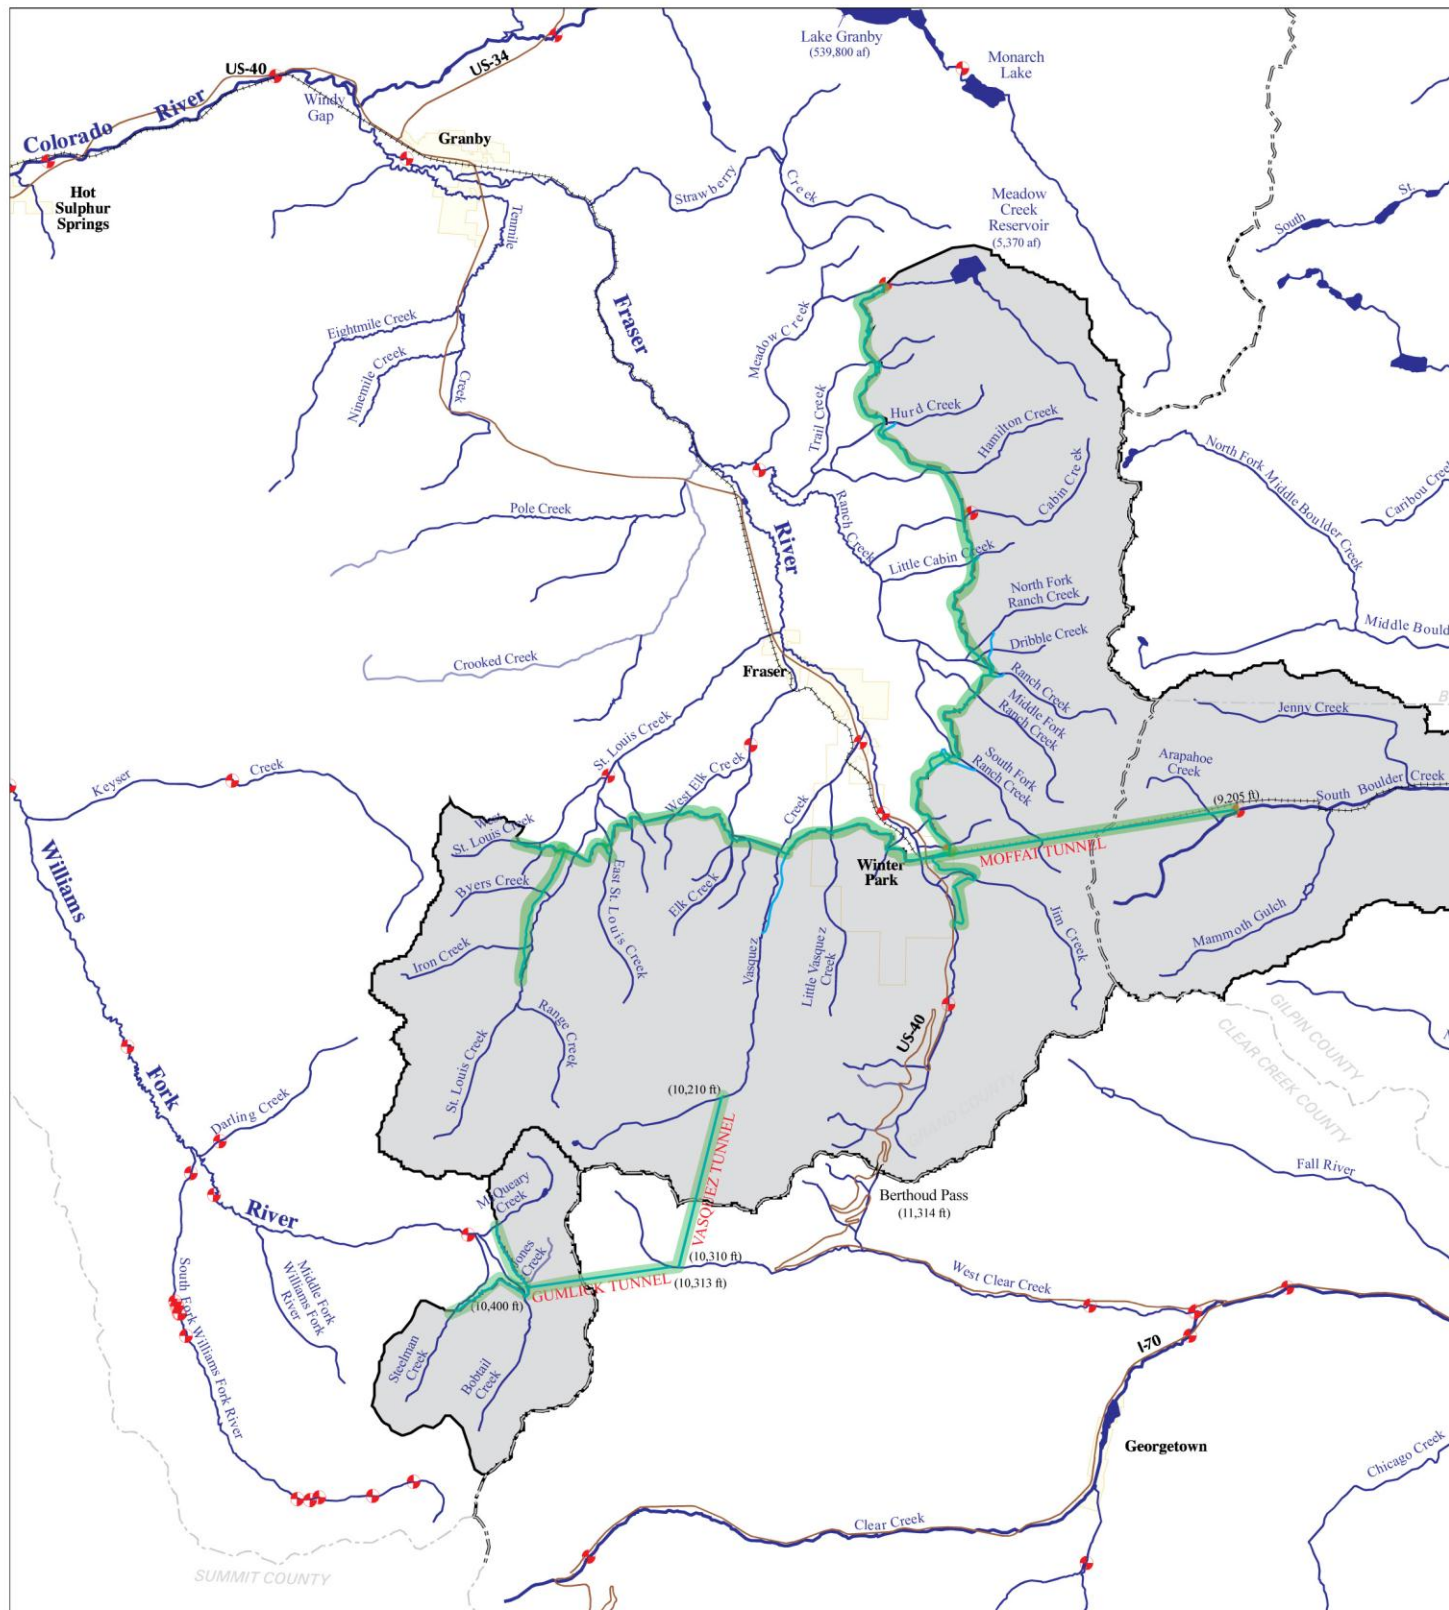 Lake Granby
(539,800 af)
Monarch
Lake
US-40
US-34
Windy
Gap
Colorado River
Granby
Hot
Sulphur
Springs
Strawberry Creek
Meadow
Creek
Reservoir
(5,370 af)
South St.
Tenmile
Creek
Eightmile Creek
Ninemile Creek
Fraser
River
Meadow Creek
Trail Creek
Hurd Creek
Hamilton Creek
Cabin Creek
North Fork Middle Boulder Creek
Caribou Creek
Pole Creek
Ranch Creek
Little Cabin Creek
North Fork
Ranch Creek
Dribble Creek
Middle Bould
Crooked Creek
Fraser
Ranch Creek
Middle Fork
Ranch Creek
B
Jenny Creek
St. Louis Creek
West Elk Creek
South Fork
Ranch Creek
Arapahoe
Creek
South Boulder Creek
(9,205 ft)
Keyser Creek
West
St. Louis Creek
Creek
Winter
Park
MOFFAT TUNNEL
Williams
Fork
River
Byers Creek
East St. Louis Creek
Elk Creek
Jim Creek
Mammoth Gulch
Iron Creek
Vasquez
Little Vasquez
Creek
Range Creek
US-40
GILPIN COUNTY
CLEAR CREEK COUNTY
St. Louis Creek
(10,210 ft)
GRAND COUNTY
Darling Creek
VASQUEZ TUNNEL
Fall River
McQueary
Creek
Berthoud Pass
(11,314 ft)
Jones
Creek
(10,310 ft)
(10,313 ft)
GUMLICK TUNNEL
(10,400 ft)
West Clear Creek
South Fork Williams Fork River
Middle Fork
Williams Fork
River
Steelman
Creek
Bobtail
Creek
I-70
Georgetown
Chicago Creek
Clear Creek
SUMMIT COUNTY